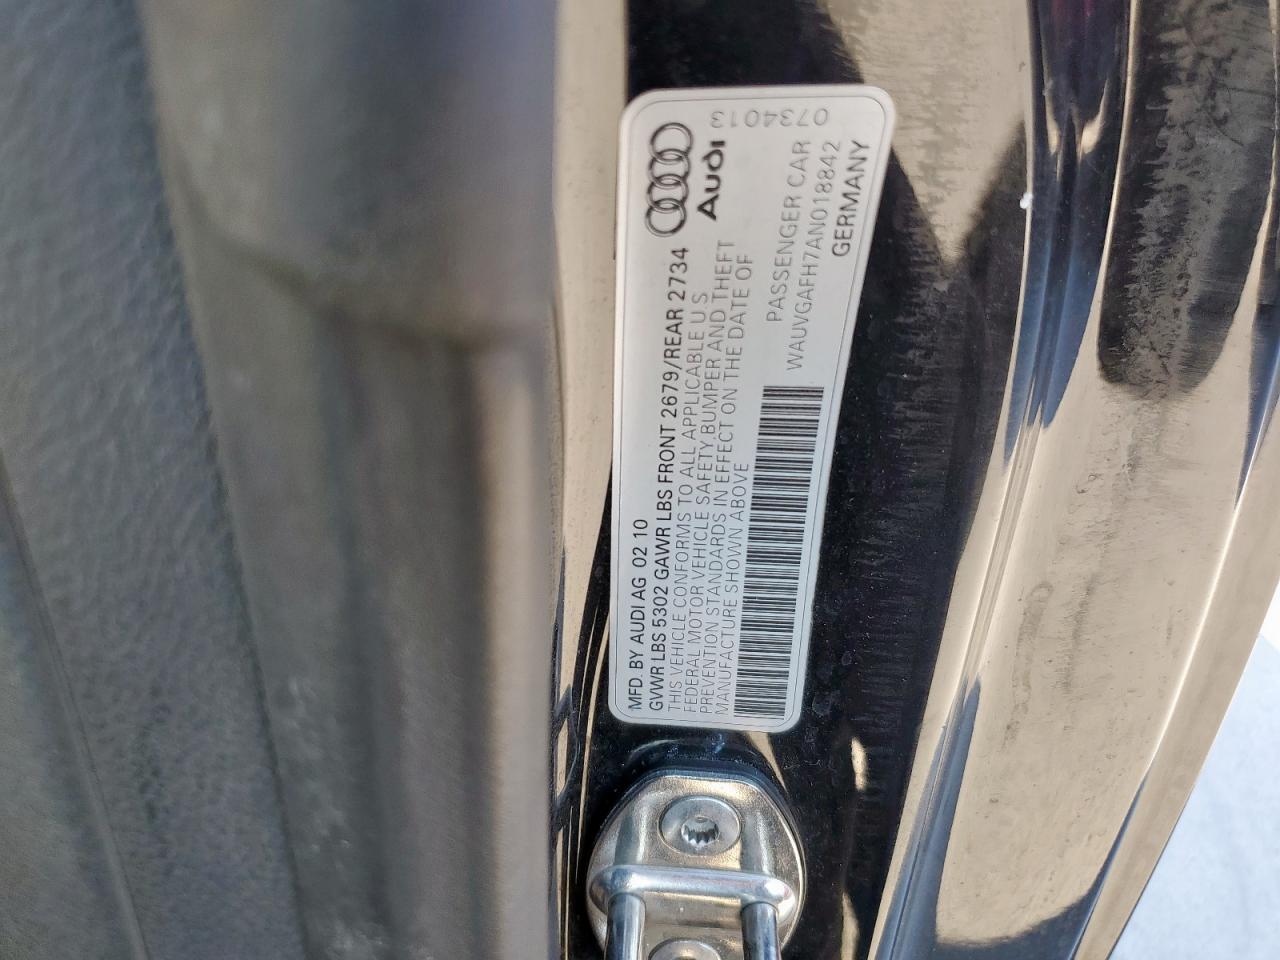 MFD. BY AUDI AG 02 10
GVWR LBS 5302 GAWR LBS FRONT 2679/REAR 2734
THIS VEHICLE CONFORMS TO ALL APPLICABLE U S
FEDERAL MOTOR VEHICLE SAFETY, BUMPER AND THEFT
PREVENTION STANDARDS IN EFFECT ON THE DATE OF
MANUFACTURE SHOWN ABOVE
Audi
0734013
PASSENGER CAR
WAUVGAFH7AN018842
GERMANY